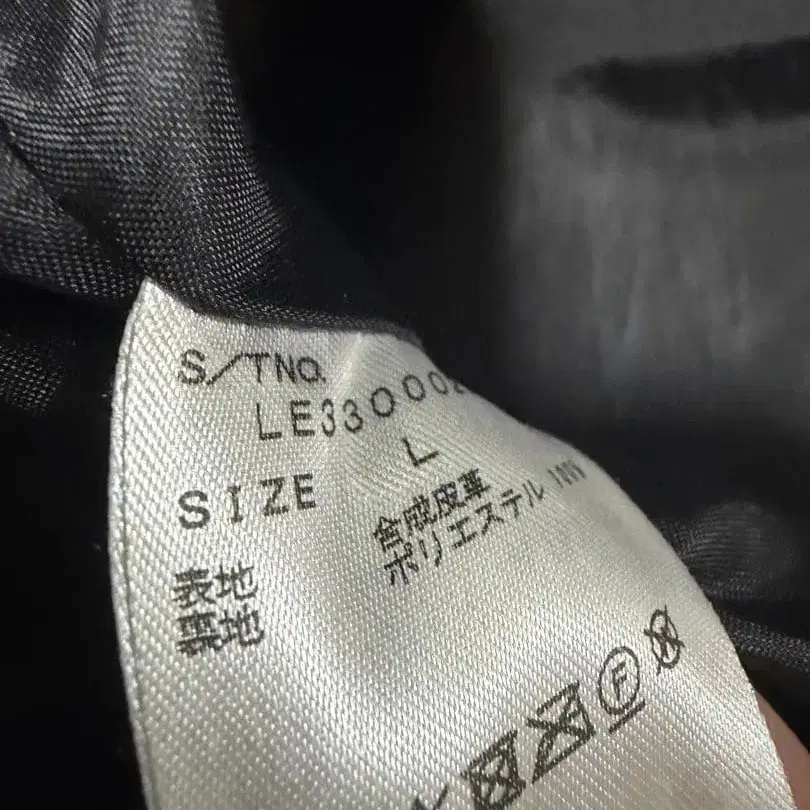 S/TNO.
LE33000
SIZE L
表地 合成皮革
裏地 ポリエステル 100%
F